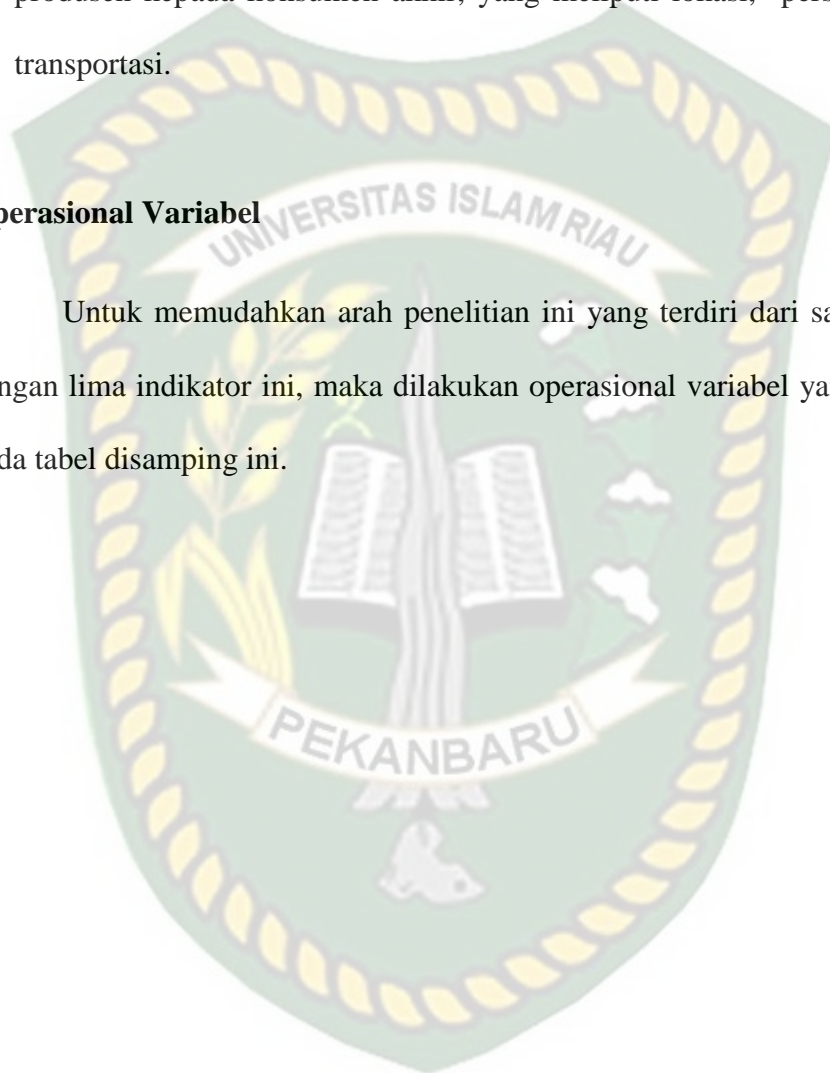 produsen kepada konsumen akhir, yang meliputi lokasi,
transportasi.
perasional Variabel
UNIVERSITAS ISLAM RIAU
Untuk memudahkan arah penelitian ini yang terdiri dari sa
ngan lima indikator ini, maka dilakukan operasional variabel ya
da tabel disamping ini.
PEKANBARU